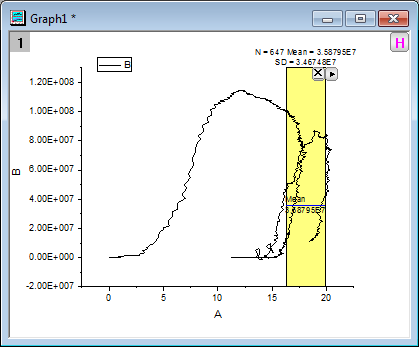 Graph1 *
1
H
N = 647 Mean = 3.58795E7
SD = 3.46748E7
B
1.20E+008
1.00E+008
8.00E+007
6.00E+007
4.00E+007
2.00E+007
0.00E+000
-2.00E+007
B
Mean
3.58795E7
0
5
10
15
20
A